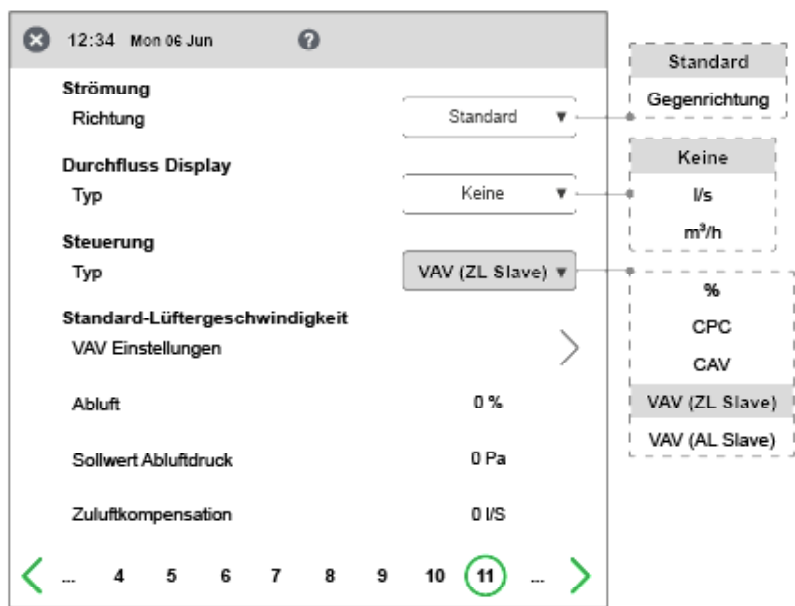 12:34 Mon 06 Jun ?
Strömung
Richtung Standard ▼
Durchfluss Display
Typ Keine ▼
Steuerung
Typ VAV (ZL Slave) ▼
Standard-Lüftergeschwindigkeit
VAV Einstellungen
Abluft 0 %
Sollwert Abluftdruck 0 Pa
Zuluftkompensation 0 l/S
... 4 5 6 7 8 9 10 11 ...
Standard
Gegenrichtung
Keine
l/s
m³/h
%
CPC
CAV
VAV (ZL Slave)
VAV (AL Slave)